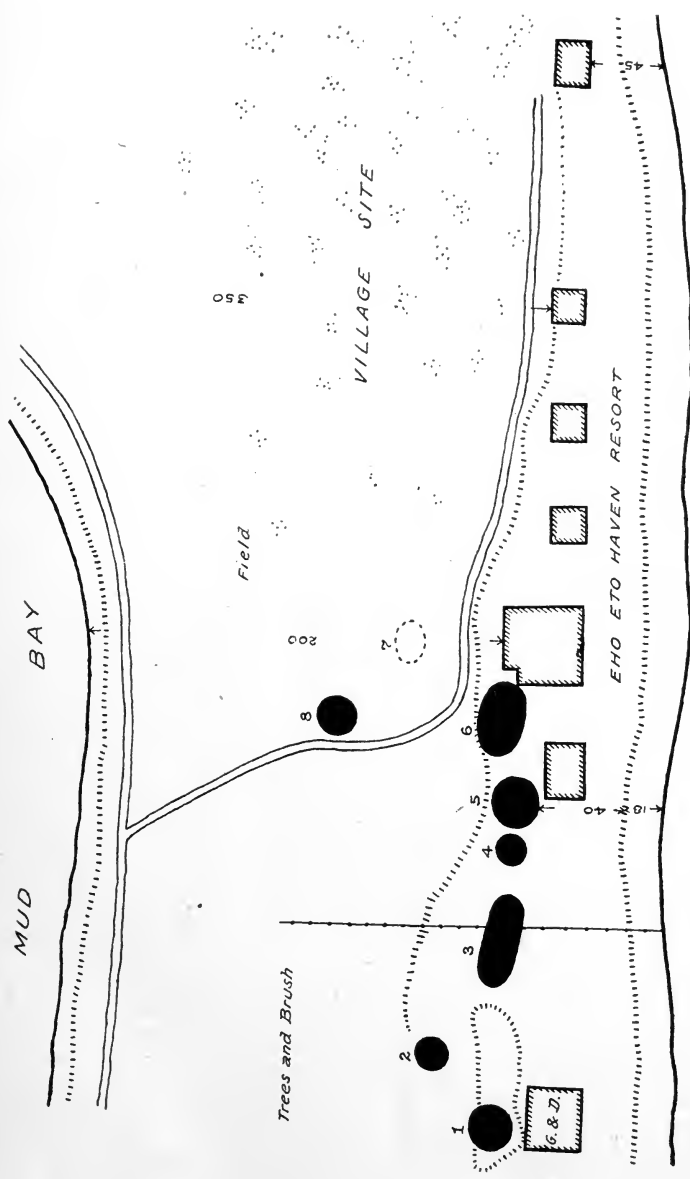 MUD BAY
350
Field
200
VILLAGE SITE
Trees and Brush
8
7
1
2
3
4
5
6
G. & D.
EHO ETO HAVEN RESORT
40
18
45